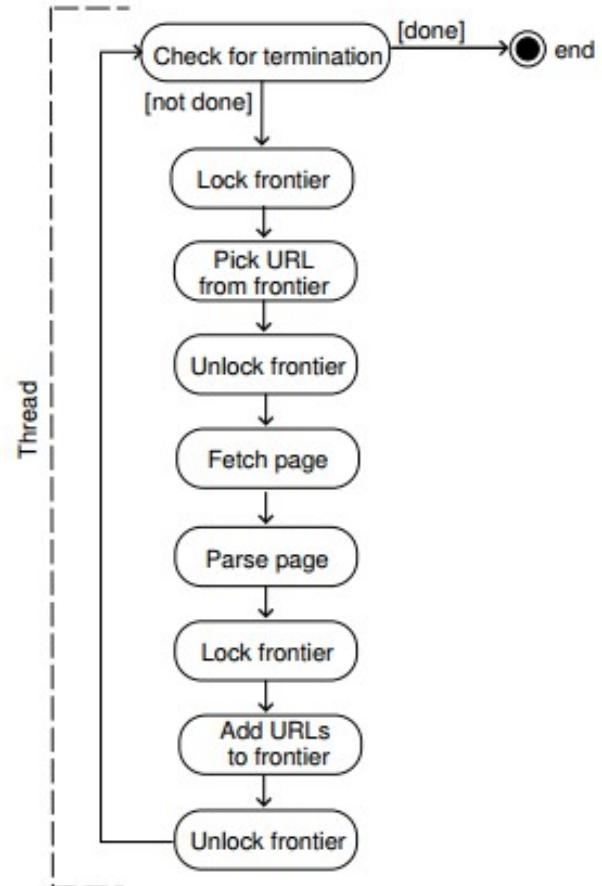 [done]
Check for termination
end
[not done]
Lock frontier
Pick URL
from frontier
Unlock frontier
Thread
Fetch page
Parse page
Lock frontier
Add URLs
to frontier
Unlock frontier